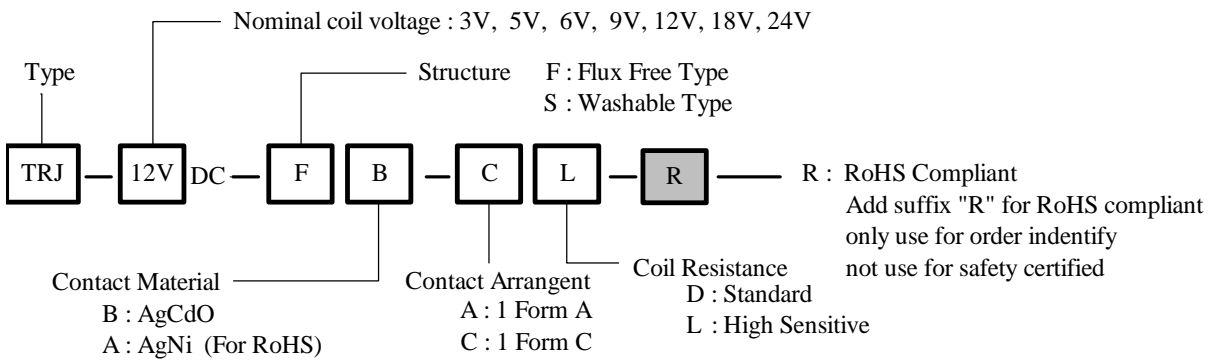 Nominal coil voltage : 3V, 5V, 6V, 9V, 12V, 18V, 24V
Type
Structure F : Flux Free Type
S : Washable Type
TRJ 12V DC F B C L R R : RoHS Compliant
Add suffix "R" for RoHS compliant
only use for order indentify
not use for safety certified
Contact Material
B : AgCdO
A : AgNi (For RoHS)
Contact Arrangent
A : 1 Form A
C : 1 Form C
Coil Resistance
D : Standard
L : High Sensitive